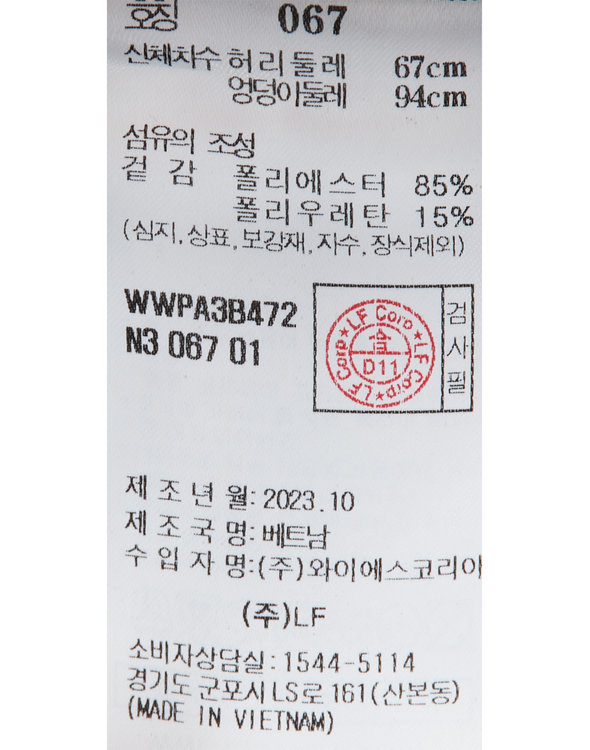 호칭 067
신체치수 허리둘레 67cm
엉덩이둘레 94cm
섬유의 조성
겉 감 폴리에스터 85%
폴리우레탄 15%
(심지, 상표, 보강재, 자수, 장식제외)
WWPA3B472
N3 067 01
★LF Corp★LF Corp★LF Corp
合
D11
검사필
제조년월: 2023.10
제조국명: 베트남
수입자명: (주)와이에스코리아
(주)LF
소비자상담실: 1544-5114
경기도 군포시 LS로 161(산본동)
(MADE IN VIETNAM)